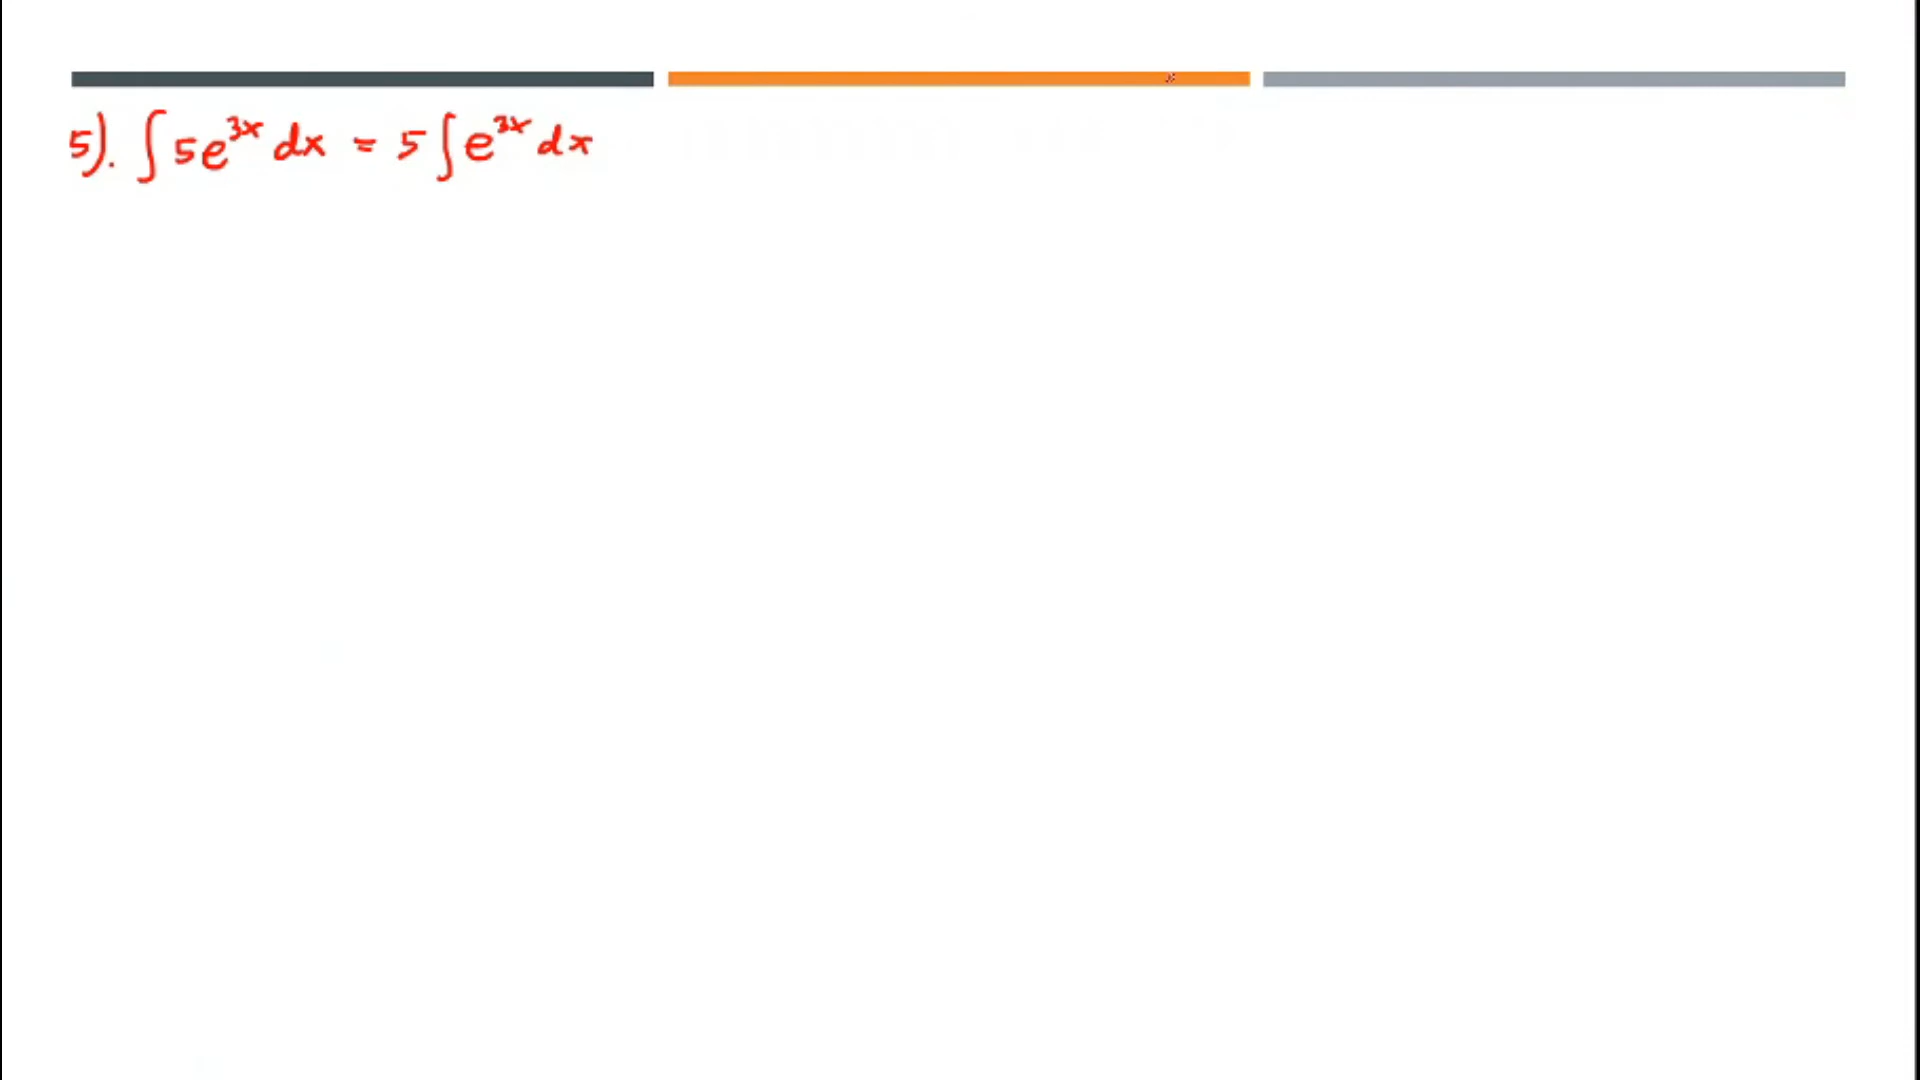 5). ∫ 5e^{3x} dx = 5 ∫ e^{3x} dx